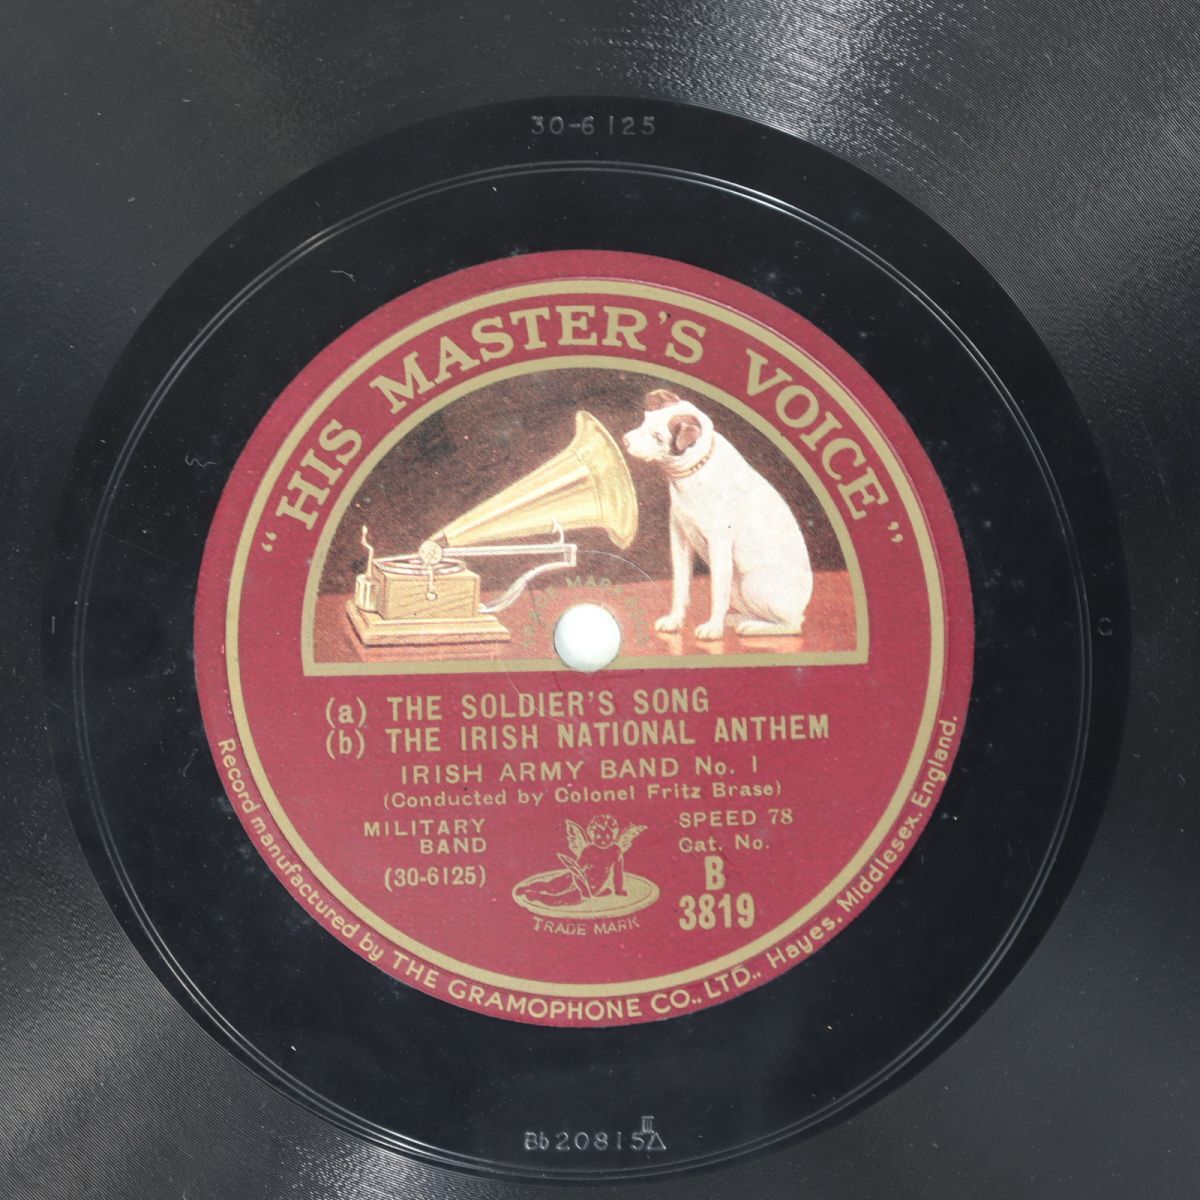 30-6125
“HIS MASTER'S VOICE”
(a) THE SOLDIER'S SONG
(b) THE IRISH NATIONAL ANTHEM
IRISH ARMY BAND No. 1
(Conducted by Colonel Fritz Brase)
MILITARY
BAND
(30-6125)
SPEED 78
Cat. No.
B
3819
TRADE MARK
Record manufactured by THE GRAMOPHONE CO., LTD., Hayes, Middlesex, England.
Bb20815 II △